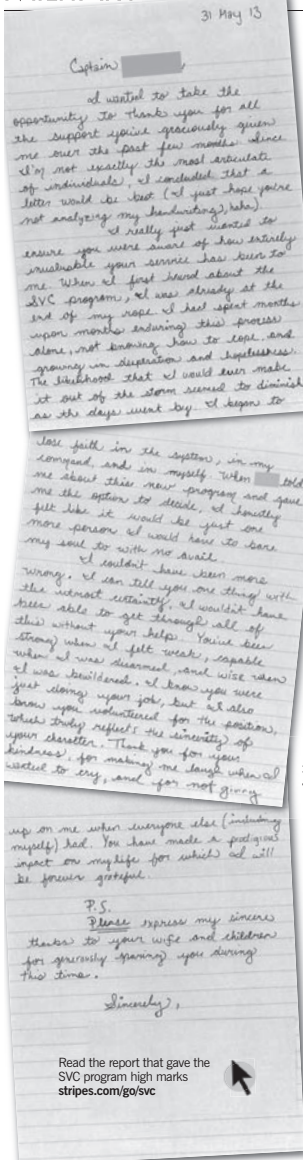 31 May 13
Captain
I wanted to take the
opportunity to thank you for all
the support you've graciously given
me over the past few months. Since
I'm not exactly the most articulate
of individuals, I concluded that a
letter would be best (I just hope you're
not analyzing my handwriting, haha).
I really just wanted to
ensure you were aware of how entirely
invaluable your service has been to
me. When I first heard about the
SVC program, I was already at the
end of my rope. I had spent months
upon months enduring this process
alone, not knowing how to cope, and
growing in desperation and hopelessness.
The likelihood that I would ever make
it out of the storm seemed to diminish
as the days went by. I began to
lose faith in the system, in my
command, and in myself. When told
me about this new program and gave
me the option to decide, I honestly
felt like it would be just one
more person I would have to bare
my soul to with no avail.
I couldn't have been more
wrong. I can tell you one thing with
the utmost certainty, I wouldn't have
been able to get through all of
this without your help. You've been
strong when I felt weak, capable
when I was disarmed, and wise when
I was bewildered. I know you were
just doing your job, but I also
know you volunteered for the position,
which truly reflects the sincerity of
your character. Thank you for your
kindness, for making me laugh when I
wanted to cry, and for not giving
up on me when everyone else (including
myself) had. You have made a prodigious
impact on my life for which I will
be forever grateful.
P.S.
Please express my sincere
thanks to your wife and children
for generously sparing you during
this time.
Sincerely,
Read the report that gave the
SVC program high marks
stripes.com/go/svc